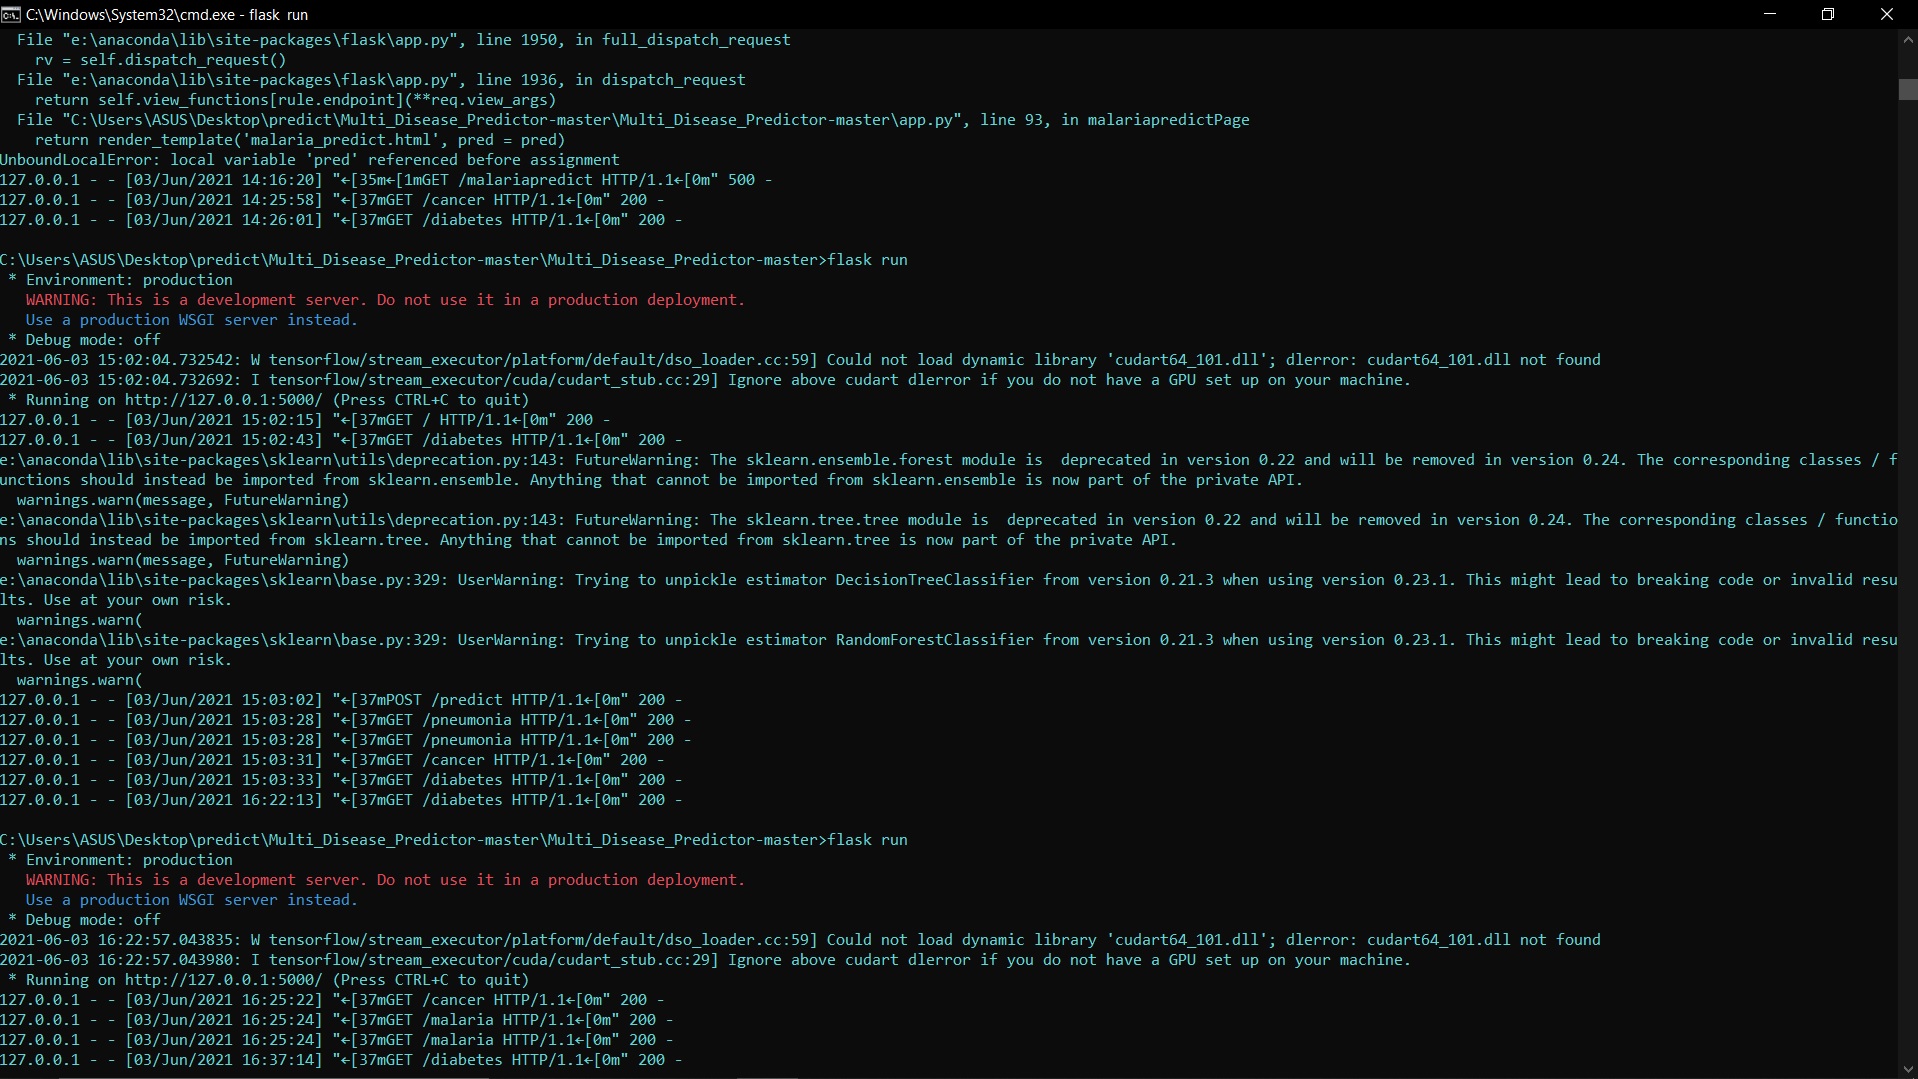 C:\Windows\System32\cmd.exe - flask  run
  File "e:\anaconda\lib\site-packages\flask\app.py", line 1950, in full_dispatch_request
    rv = self.dispatch_request()
  File "e:\anaconda\lib\site-packages\flask\app.py", line 1936, in dispatch_request
    return self.view_functions[rule.endpoint](**req.view_args)
  File "C:\Users\ASUS\Desktop\predict\Multi_Disease_Predictor-master\Multi_Disease_Predictor-master\app.py", line 93, in malariapredictPage
    return render_template('malaria_predict.html', pred = pred)
UnboundLocalError: local variable 'pred' referenced before assignment
127.0.0.1 - - [03/Jun/2021 14:16:20] "←[35m←[1mGET /malariapredict HTTP/1.1←[0m" 500 -
127.0.0.1 - - [03/Jun/2021 14:25:58] "←[37mGET /cancer HTTP/1.1←[0m" 200 -
127.0.0.1 - - [03/Jun/2021 14:26:01] "←[37mGET /diabetes HTTP/1.1←[0m" 200 -
C:\Users\ASUS\Desktop\predict\Multi_Disease_Predictor-master\Multi_Disease_Predictor-master>flask run
 * Environment: production
   WARNING: This is a development server. Do not use it in a production deployment.
   Use a production WSGI server instead.
 * Debug mode: off
2021-06-03 15:02:04.732542: W tensorflow/stream_executor/platform/default/dso_loader.cc:59] Could not load dynamic library 'cudart64_101.dll'; dlerror: cudart64_101.dll not found
2021-06-03 15:02:04.732692: I tensorflow/stream_executor/cuda/cudart_stub.cc:29] Ignore above cudart dlerror if you do not have a GPU set up on your machine.
 * Running on http://127.0.0.1:5000/ (Press CTRL+C to quit)
127.0.0.1 - - [03/Jun/2021 15:02:15] "←[37mGET / HTTP/1.1←[0m" 200 -
127.0.0.1 - - [03/Jun/2021 15:02:43] "←[37mGET /diabetes HTTP/1.1←[0m" 200 -
e:\anaconda\lib\site-packages\sklearn\utils\deprecation.py:143: FutureWarning: The sklearn.ensemble.forest module is  deprecated in version 0.22 and will be removed in version 0.24. The corresponding classes / f
unctions should instead be imported from sklearn.ensemble. Anything that cannot be imported from sklearn.ensemble is now part of the private API.
  warnings.warn(message, FutureWarning)
e:\anaconda\lib\site-packages\sklearn\utils\deprecation.py:143: FutureWarning: The sklearn.tree.tree module is  deprecated in version 0.22 and will be removed in version 0.24. The corresponding classes / functio
ns should instead be imported from sklearn.tree. Anything that cannot be imported from sklearn.tree is now part of the private API.
  warnings.warn(message, FutureWarning)
e:\anaconda\lib\site-packages\sklearn\base.py:329: UserWarning: Trying to unpickle estimator DecisionTreeClassifier from version 0.21.3 when using version 0.23.1. This might lead to breaking code or invalid resu
lts. Use at your own risk.
  warnings.warn(
e:\anaconda\lib\site-packages\sklearn\base.py:329: UserWarning: Trying to unpickle estimator RandomForestClassifier from version 0.21.3 when using version 0.23.1. This might lead to breaking code or invalid resu
lts. Use at your own risk.
  warnings.warn(
127.0.0.1 - - [03/Jun/2021 15:03:02] "←[37mPOST /predict HTTP/1.1←[0m" 200 -
127.0.0.1 - - [03/Jun/2021 15:03:28] "←[37mGET /pneumonia HTTP/1.1←[0m" 200 -
127.0.0.1 - - [03/Jun/2021 15:03:28] "←[37mGET /pneumonia HTTP/1.1←[0m" 200 -
127.0.0.1 - - [03/Jun/2021 15:03:31] "←[37mGET /cancer HTTP/1.1←[0m" 200 -
127.0.0.1 - - [03/Jun/2021 15:03:33] "←[37mGET /diabetes HTTP/1.1←[0m" 200 -
127.0.0.1 - - [03/Jun/2021 16:22:13] "←[37mGET /diabetes HTTP/1.1←[0m" 200 -
C:\Users\ASUS\Desktop\predict\Multi_Disease_Predictor-master\Multi_Disease_Predictor-master>flask run
 * Environment: production
   WARNING: This is a development server. Do not use it in a production deployment.
   Use a production WSGI server instead.
 * Debug mode: off
2021-06-03 16:22:57.043835: W tensorflow/stream_executor/platform/default/dso_loader.cc:59] Could not load dynamic library 'cudart64_101.dll'; dlerror: cudart64_101.dll not found
2021-06-03 16:22:57.043980: I tensorflow/stream_executor/cuda/cudart_stub.cc:29] Ignore above cudart dlerror if you do not have a GPU set up on your machine.
 * Running on http://127.0.0.1:5000/ (Press CTRL+C to quit)
127.0.0.1 - - [03/Jun/2021 16:25:22] "←[37mGET /cancer HTTP/1.1←[0m" 200 -
127.0.0.1 - - [03/Jun/2021 16:25:24] "←[37mGET /malaria HTTP/1.1←[0m" 200 -
127.0.0.1 - - [03/Jun/2021 16:25:24] "←[37mGET /malaria HTTP/1.1←[0m" 200 -
127.0.0.1 - - [03/Jun/2021 16:37:14] "←[37mGET /diabetes HTTP/1.1←[0m" 200 -